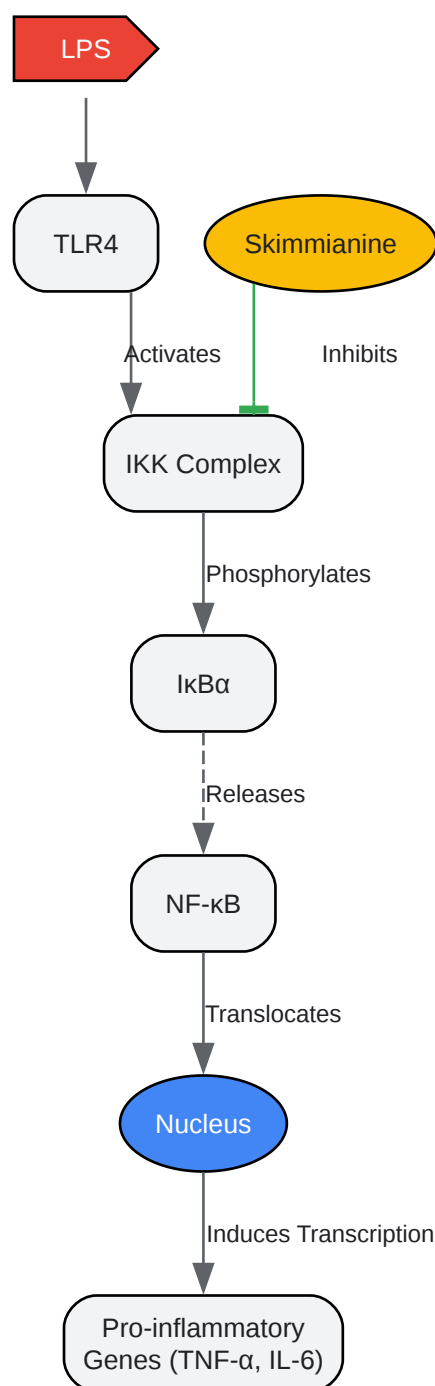 LPS
TLR4
Skimmianine
Activates
Inhibits
IKK Complex
Phosphorylates
IκBα
Releases
NF-κB
Translocates
Nucleus
Induces Transcription
Pro-inflammatory
Genes (TNF-α, IL-6)